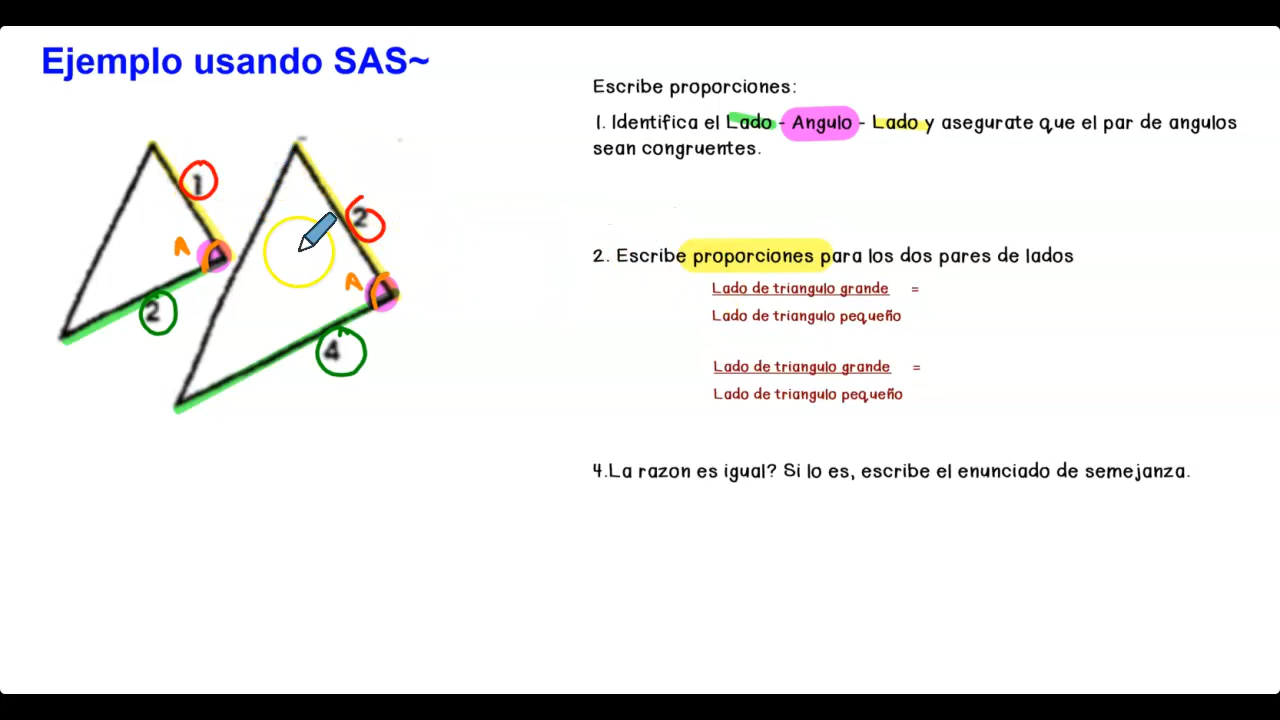 Ejemplo usando SAS~
Escribe proporciones:
1. Identifica el Lado - Angulo - Lado y asegurate que el par de angulos
sean congruentes.
1
2
A
A
2
4
2. Escribe proporciones para los dos pares de lados
Lado de triangulo grande =
Lado de triangulo pequeño
Lado de triangulo grande =
Lado de triangulo pequeño
4.La razon es igual? Si lo es, escribe el enunciado de semejanza.